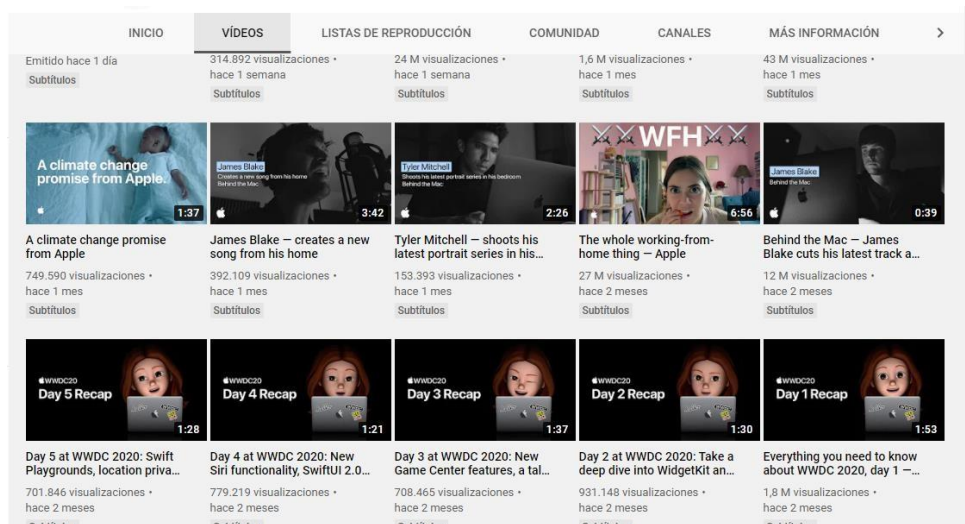 INICIO VÍDEOS LISTAS DE REPRODUCCIÓN COMUNIDAD CANALES MÁS INFORMACIÓN
Emitido hace 1 día
Subtítulos
314.892 visualizaciones •
hace 1 semana
Subtítulos
24 M visualizaciones •
hace 1 semana
Subtítulos
1,6 M visualizaciones •
hace 1 mes
Subtítulos
43 M visualizaciones •
hace 1 mes
Subtítulos
A climate change
promise from Apple.
1:37
A climate change promise
from Apple
749.590 visualizaciones •
hace 1 mes
Subtítulos
James Blake
Creates a new song from his home
Behind the Mac
3:42
James Blake — creates a new
song from his home
392.109 visualizaciones •
hace 1 mes
Subtítulos
Tyler Mitchell
Shoots his latest portrait series in his bedroom
Behind the Mac
2:26
Tyler Mitchell — shoots his
latest portrait series in his...
153.393 visualizaciones •
hace 1 mes
Subtítulos
WFH
6:56
The whole working-from-
home thing — Apple
27 M visualizaciones •
hace 2 meses
Subtítulos
James Blake
Behind the Mac
0:39
Behind the Mac — James
Blake cuts his latest track a...
12 M visualizaciones •
hace 2 meses
Subtítulos
WWDC20
Day 5 Recap
1:28
Day 5 at WWDC 2020: Swift
Playgrounds, location priva...
701.846 visualizaciones •
hace 2 meses
WWDC20
Day 4 Recap
1:21
Day 4 at WWDC 2020: New
Siri functionality, SwiftUI 2.0...
779.219 visualizaciones •
hace 2 meses
WWDC20
Day 3 Recap
1:37
Day 3 at WWDC 2020: New
Game Center features, a tal...
708.465 visualizaciones •
hace 2 meses
WWDC20
Day 2 Recap
1:30
Day 2 at WWDC 2020: Take a
deep dive into WidgetKit an...
931.148 visualizaciones •
hace 2 meses
WWDC20
Day 1 Recap
1:53
Everything you need to know
about WWDC 2020, day 1 —...
1,8 M visualizaciones •
hace 2 meses